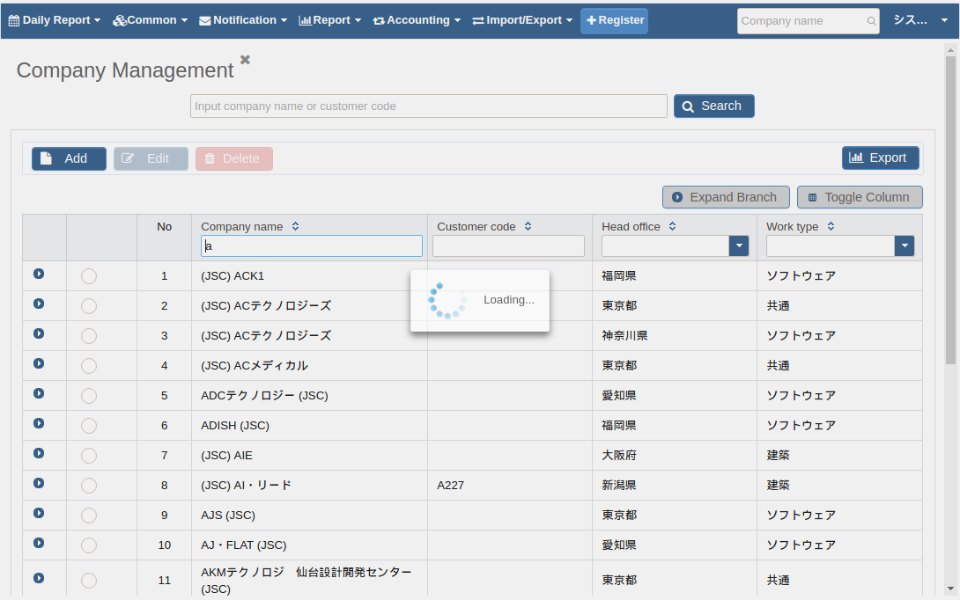 Daily Report Common Notification Report Accounting Import/Export Register Company name シス...
Company Management
Input company name or customer code Search
Add Edit Delete Export
Expand Branch Toggle Column
No Company name Customer code Head office Work type
a
Loading...
1 (JSC) ACK1 福岡県 ソフトウェア
2 (JSC) ACテクノロジーズ 東京都 共通
3 (JSC) ACテクノロジーズ 神奈川県 ソフトウェア
4 (JSC) ACメディカル 東京都 共通
5 ADCテクノロジー (JSC) 愛知県 ソフトウェア
6 ADISH (JSC) 福岡県 ソフトウェア
7 (JSC) AIE 大阪府 建築
8 (JSC) AI・リード A227 新潟県 建築
9 AJS (JSC) 東京都 ソフトウェア
10 AJ・FLAT (JSC) 愛知県 ソフトウェア
11 AKMテクノロジ　仙台設計開発センター 東京都 共通
(JSC)